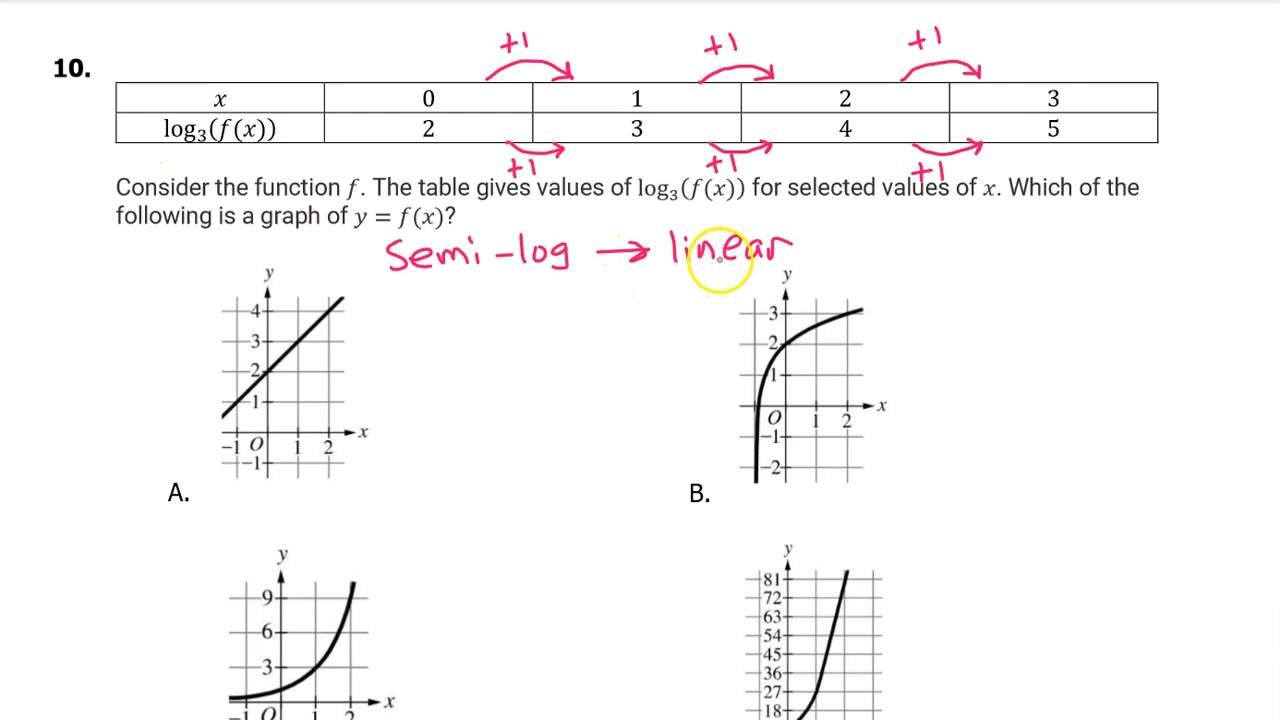 +1 +1 +1
10.
x 0 1 2 3
log₃(f(x)) 2 3 4 5
+1 +1 +1
Consider the function f. The table gives values of log₃(f(x)) for selected values of x. Which of the
following is a graph of y = f(x)?
semi-log → linear
y
4
3
2
1
-1 O 1 2 x
-1
A.
y
3
2
1
O 1 2 x
-1
-2
B.
y
9
6
3
-1 O 1 2 x
y
81
72
63
54
45
36
27
18